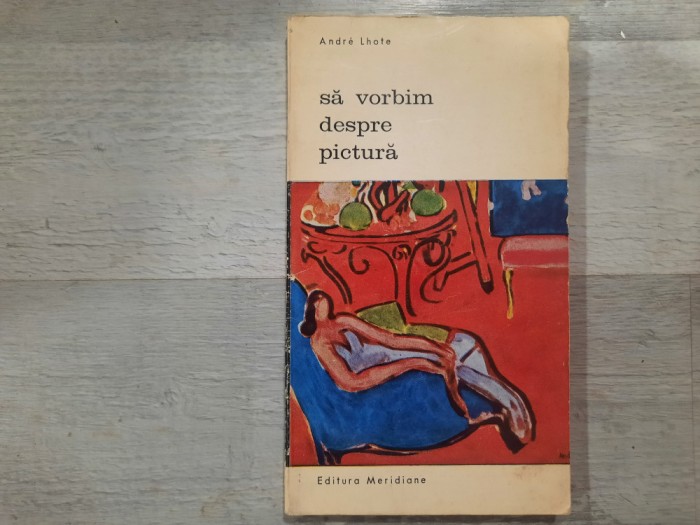 André Lhote
să vorbim
despre
pictură
Editura Meridiane